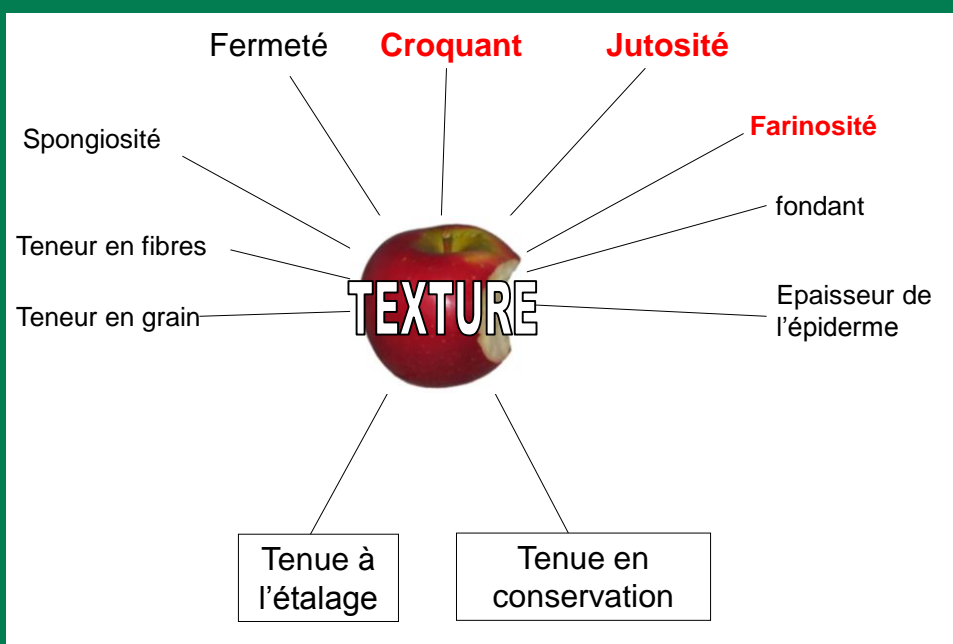 Fermeté
Croquant
Jutosité
Spongiosité
Farinosité
fondant
Teneur en fibres
Teneur en grain
TEXTURE
Epaisseur de
l’épiderme
Tenue à
l’étalage
Tenue en
conservation